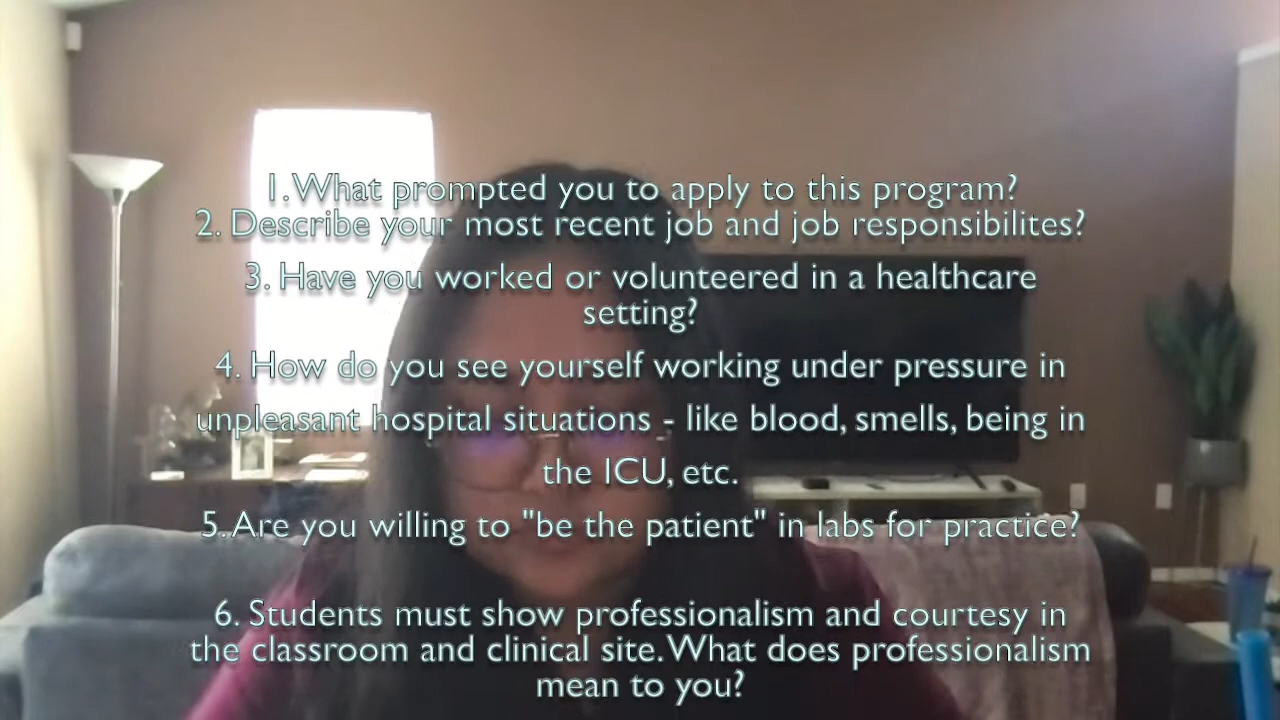 1. What prompted you to apply to this program?
2. Describe your most recent job and job responsibilites?
3. Have you worked or volunteered in a healthcare
setting?
4. How do you see yourself working under pressure in
unpleasant hospital situations - like blood, smells, being in
the ICU, etc.
5. Are you willing to "be the patient" in labs for practice?
6. Students must show professionalism and courtesy in
the classroom and clinical site. What does professionalism
mean to you?